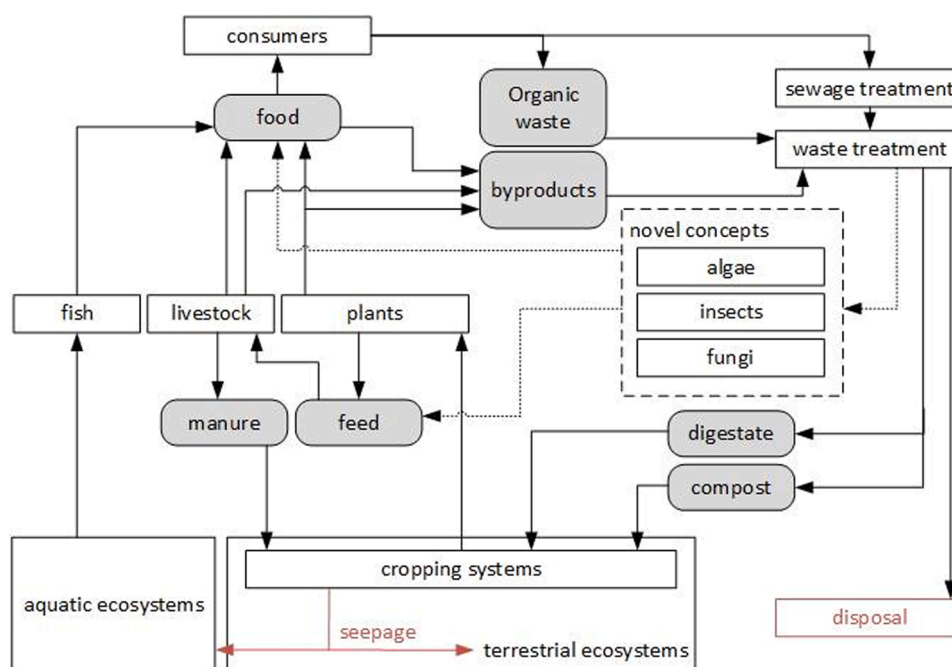 consumers
food
Organic
waste
sewage treatment
waste treatment
byproducts
novel concepts
algae
insects
fungi
fish
livestock
plants
manure
feed
digestate
compost
cropping systems
aquatic ecosystems
seepage
terrestrial ecosystems
disposal